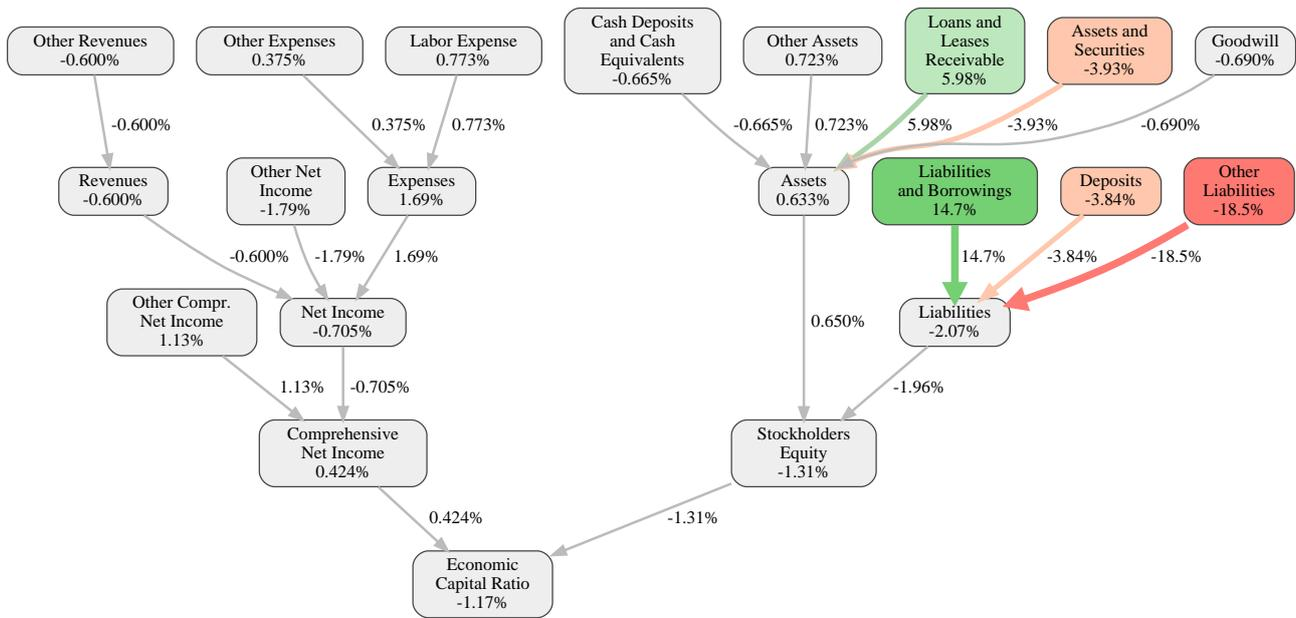 Other Revenues
-0.600%
Other Expenses
0.375%
Labor Expense
0.773%
Cash Deposits
and Cash
Equivalents
-0.665%
Other Assets
0.723%
Loans and
Leases
Receivable
5.98%
Assets and
Securities
-3.93%
Goodwill
-0.690%
-0.600%
0.375%
0.773%
-0.665%
0.723%
5.98%
-3.93%
-0.690%
Revenues
-0.600%
Other Net
Income
-1.79%
Expenses
1.69%
Assets
0.633%
Liabilities
and Borrowings
14.7%
Deposits
-3.84%
Other
Liabilities
-18.5%
-0.600%
-1.79%
1.69%
14.7%
-3.84%
-18.5%
Other Compr.
Net Income
1.13%
Net Income
-0.705%
0.650%
Liabilities
-2.07%
1.13%
-0.705%
-1.96%
Comprehensive
Net Income
0.424%
Stockholders
Equity
-1.31%
0.424%
-1.31%
Economic
Capital Ratio
-1.17%